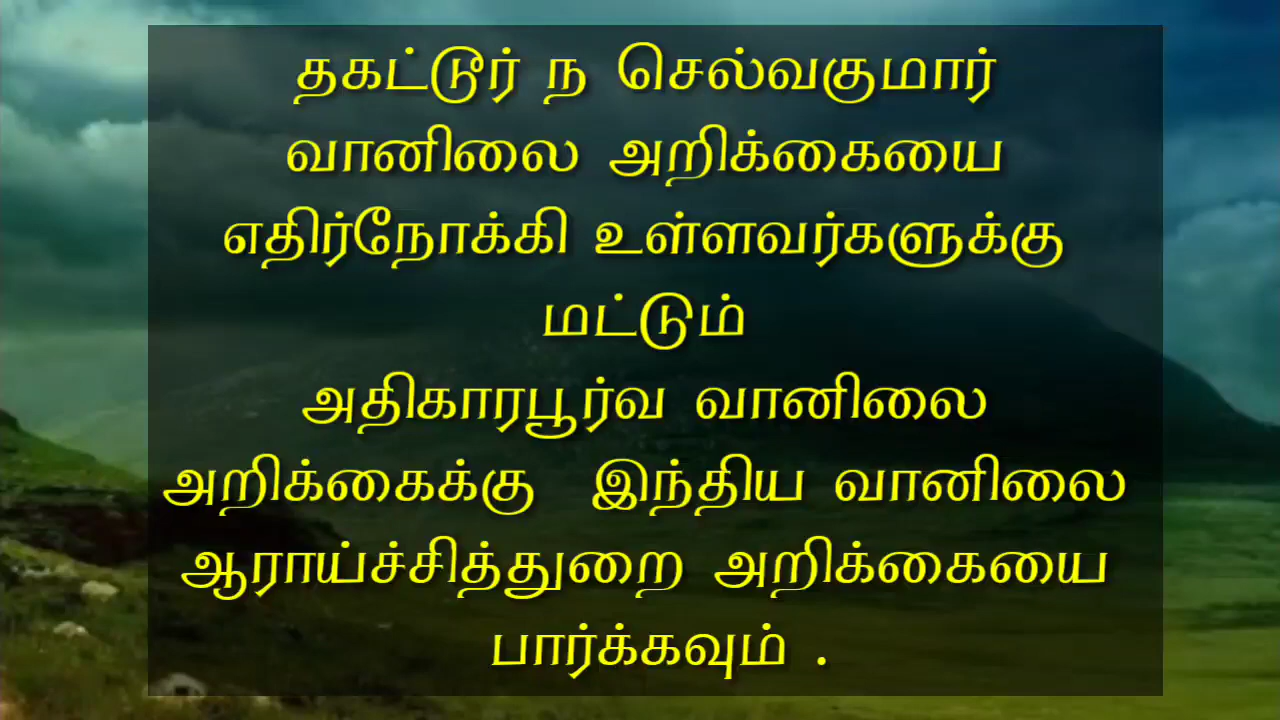 தகட்டூர் ந செல்வகுமார்
வானிலை அறிக்கையை
எதிர்நோக்கி உள்ளவர்களுக்கு
மட்டும்
அதிகாரபூர்வ வானிலை
அறிக்கைக்கு இந்திய வானிலை
ஆராய்ச்சித்துறை அறிக்கையை
பார்க்கவும் .